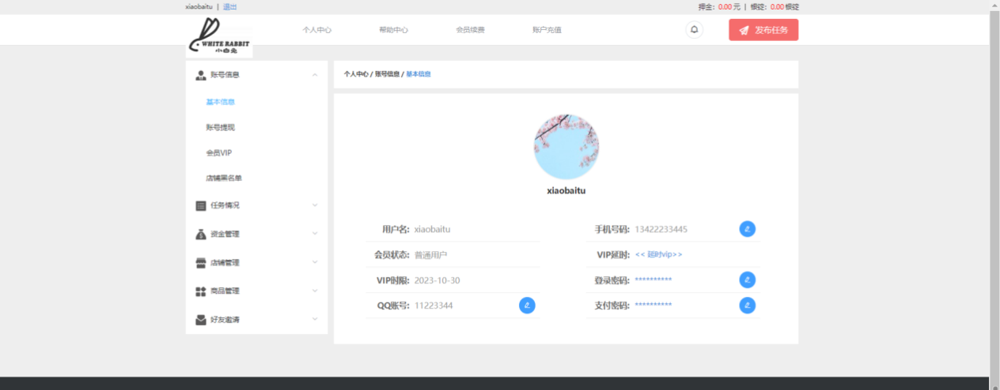 xiaobaitu | 退出
押金: 0.00 元 | 银锭: 0.00 银锭
WHITE RABBIT
小白兔
个人中心 帮助中心 会员续费 账户充值
发布任务
账号信息
基本信息
账号提现
会员VIP
店铺黑名单
任务情况
资金管理
店铺管理
商品管理
好友邀请
个人中心 / 账号信息 / 基本信息
xiaobaitu
用户名: xiaobaitu
手机号码: 13422233445
会员状态: 普通用户
VIP延时: << 延时vip>>
VIP时限: 2023-10-30
登录密码: **********
QQ账号: 11223344
支付密码: **********